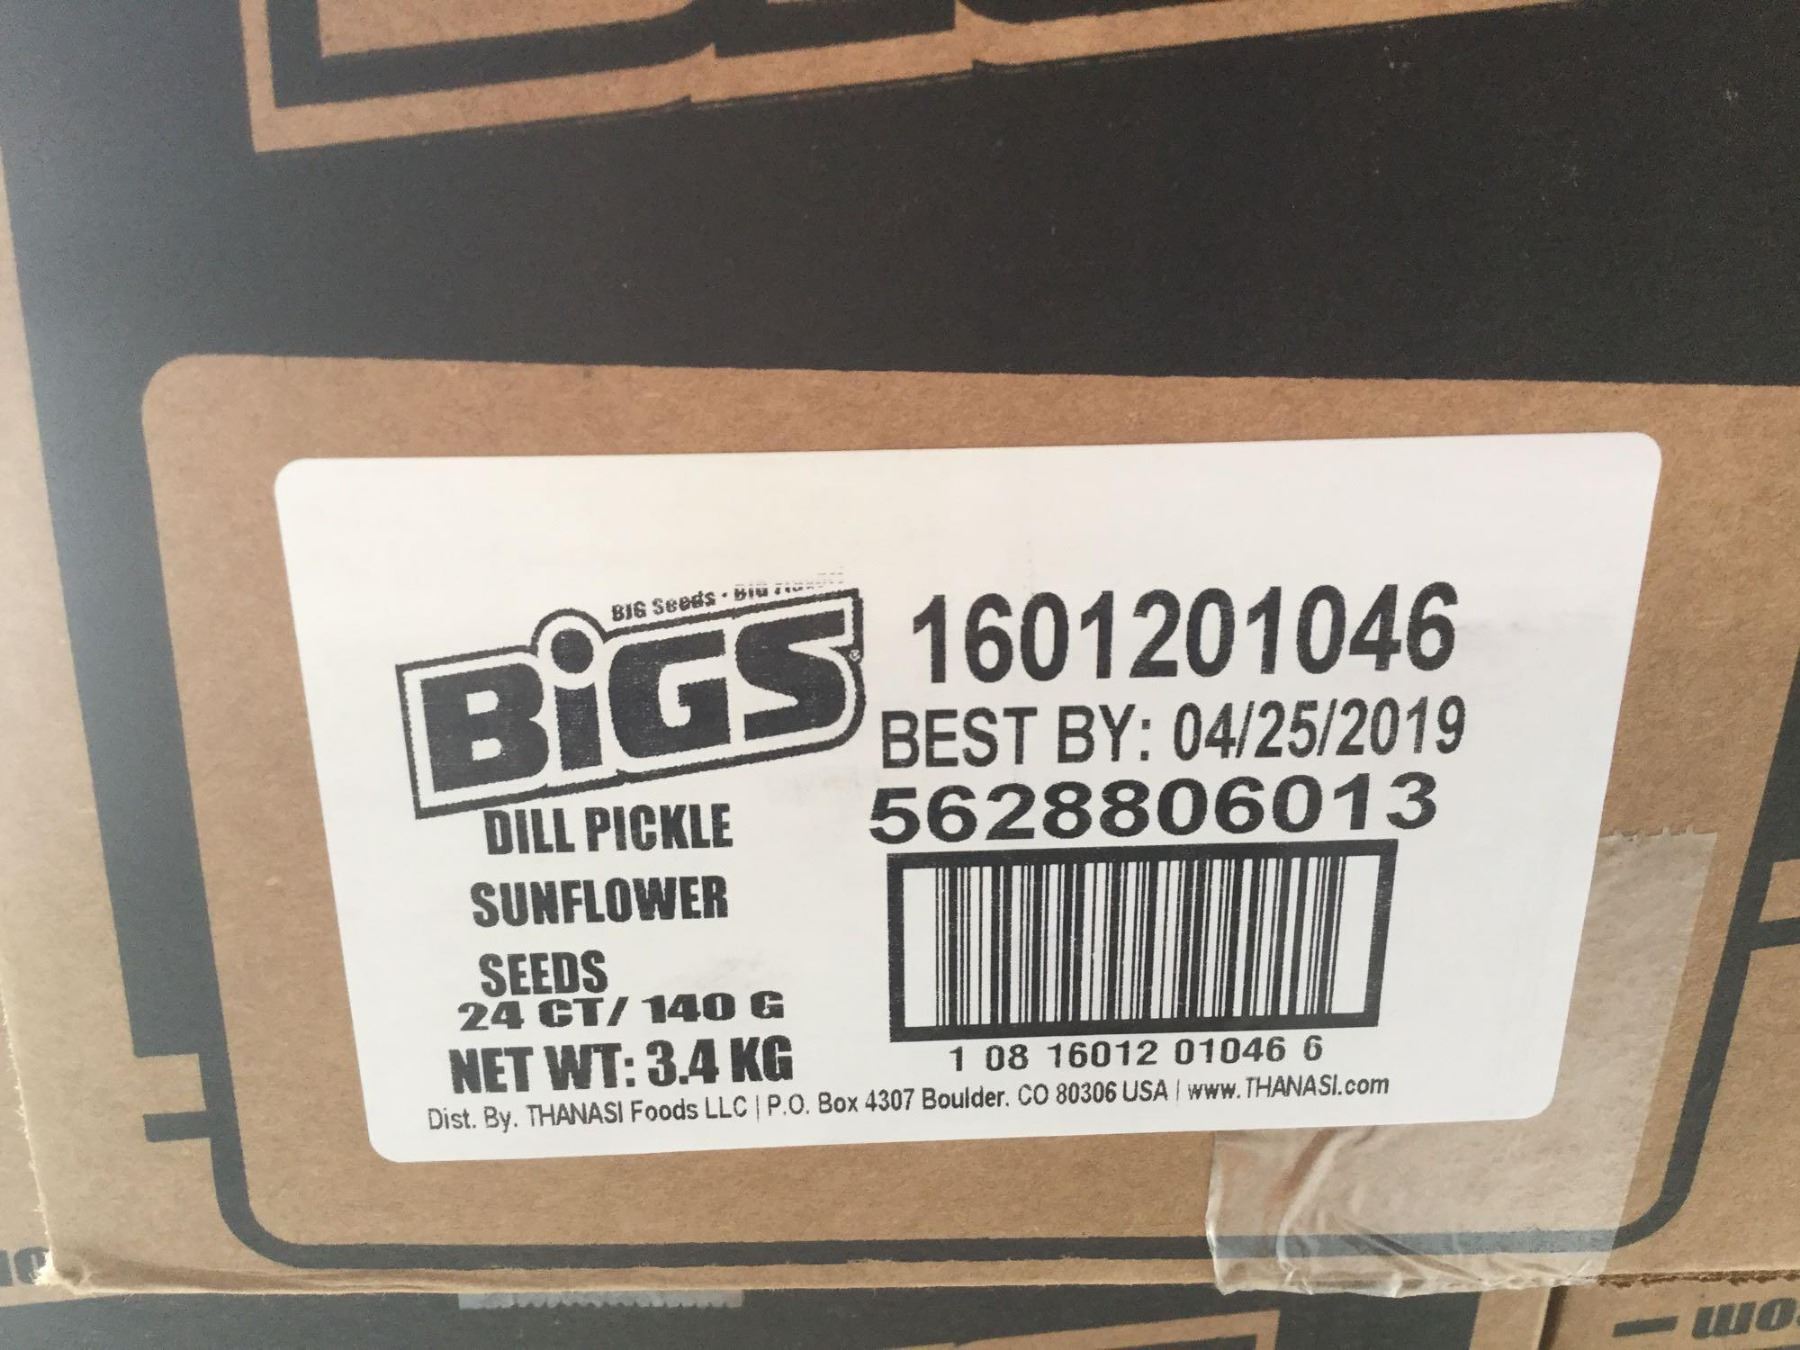 BIG Seeds · BIG
BiGS®
1601201046
BEST BY: 04/25/2019
5628806013
DILL PICKLE
SUNFLOWER
SEEDS
24 CT/ 140 G
NET WT: 3.4 KG
1 08 16012 01046 6
Dist. By. THANASI Foods LLC | P.O. Box 4307 Boulder, CO 80306 USA | www.THANASI.com